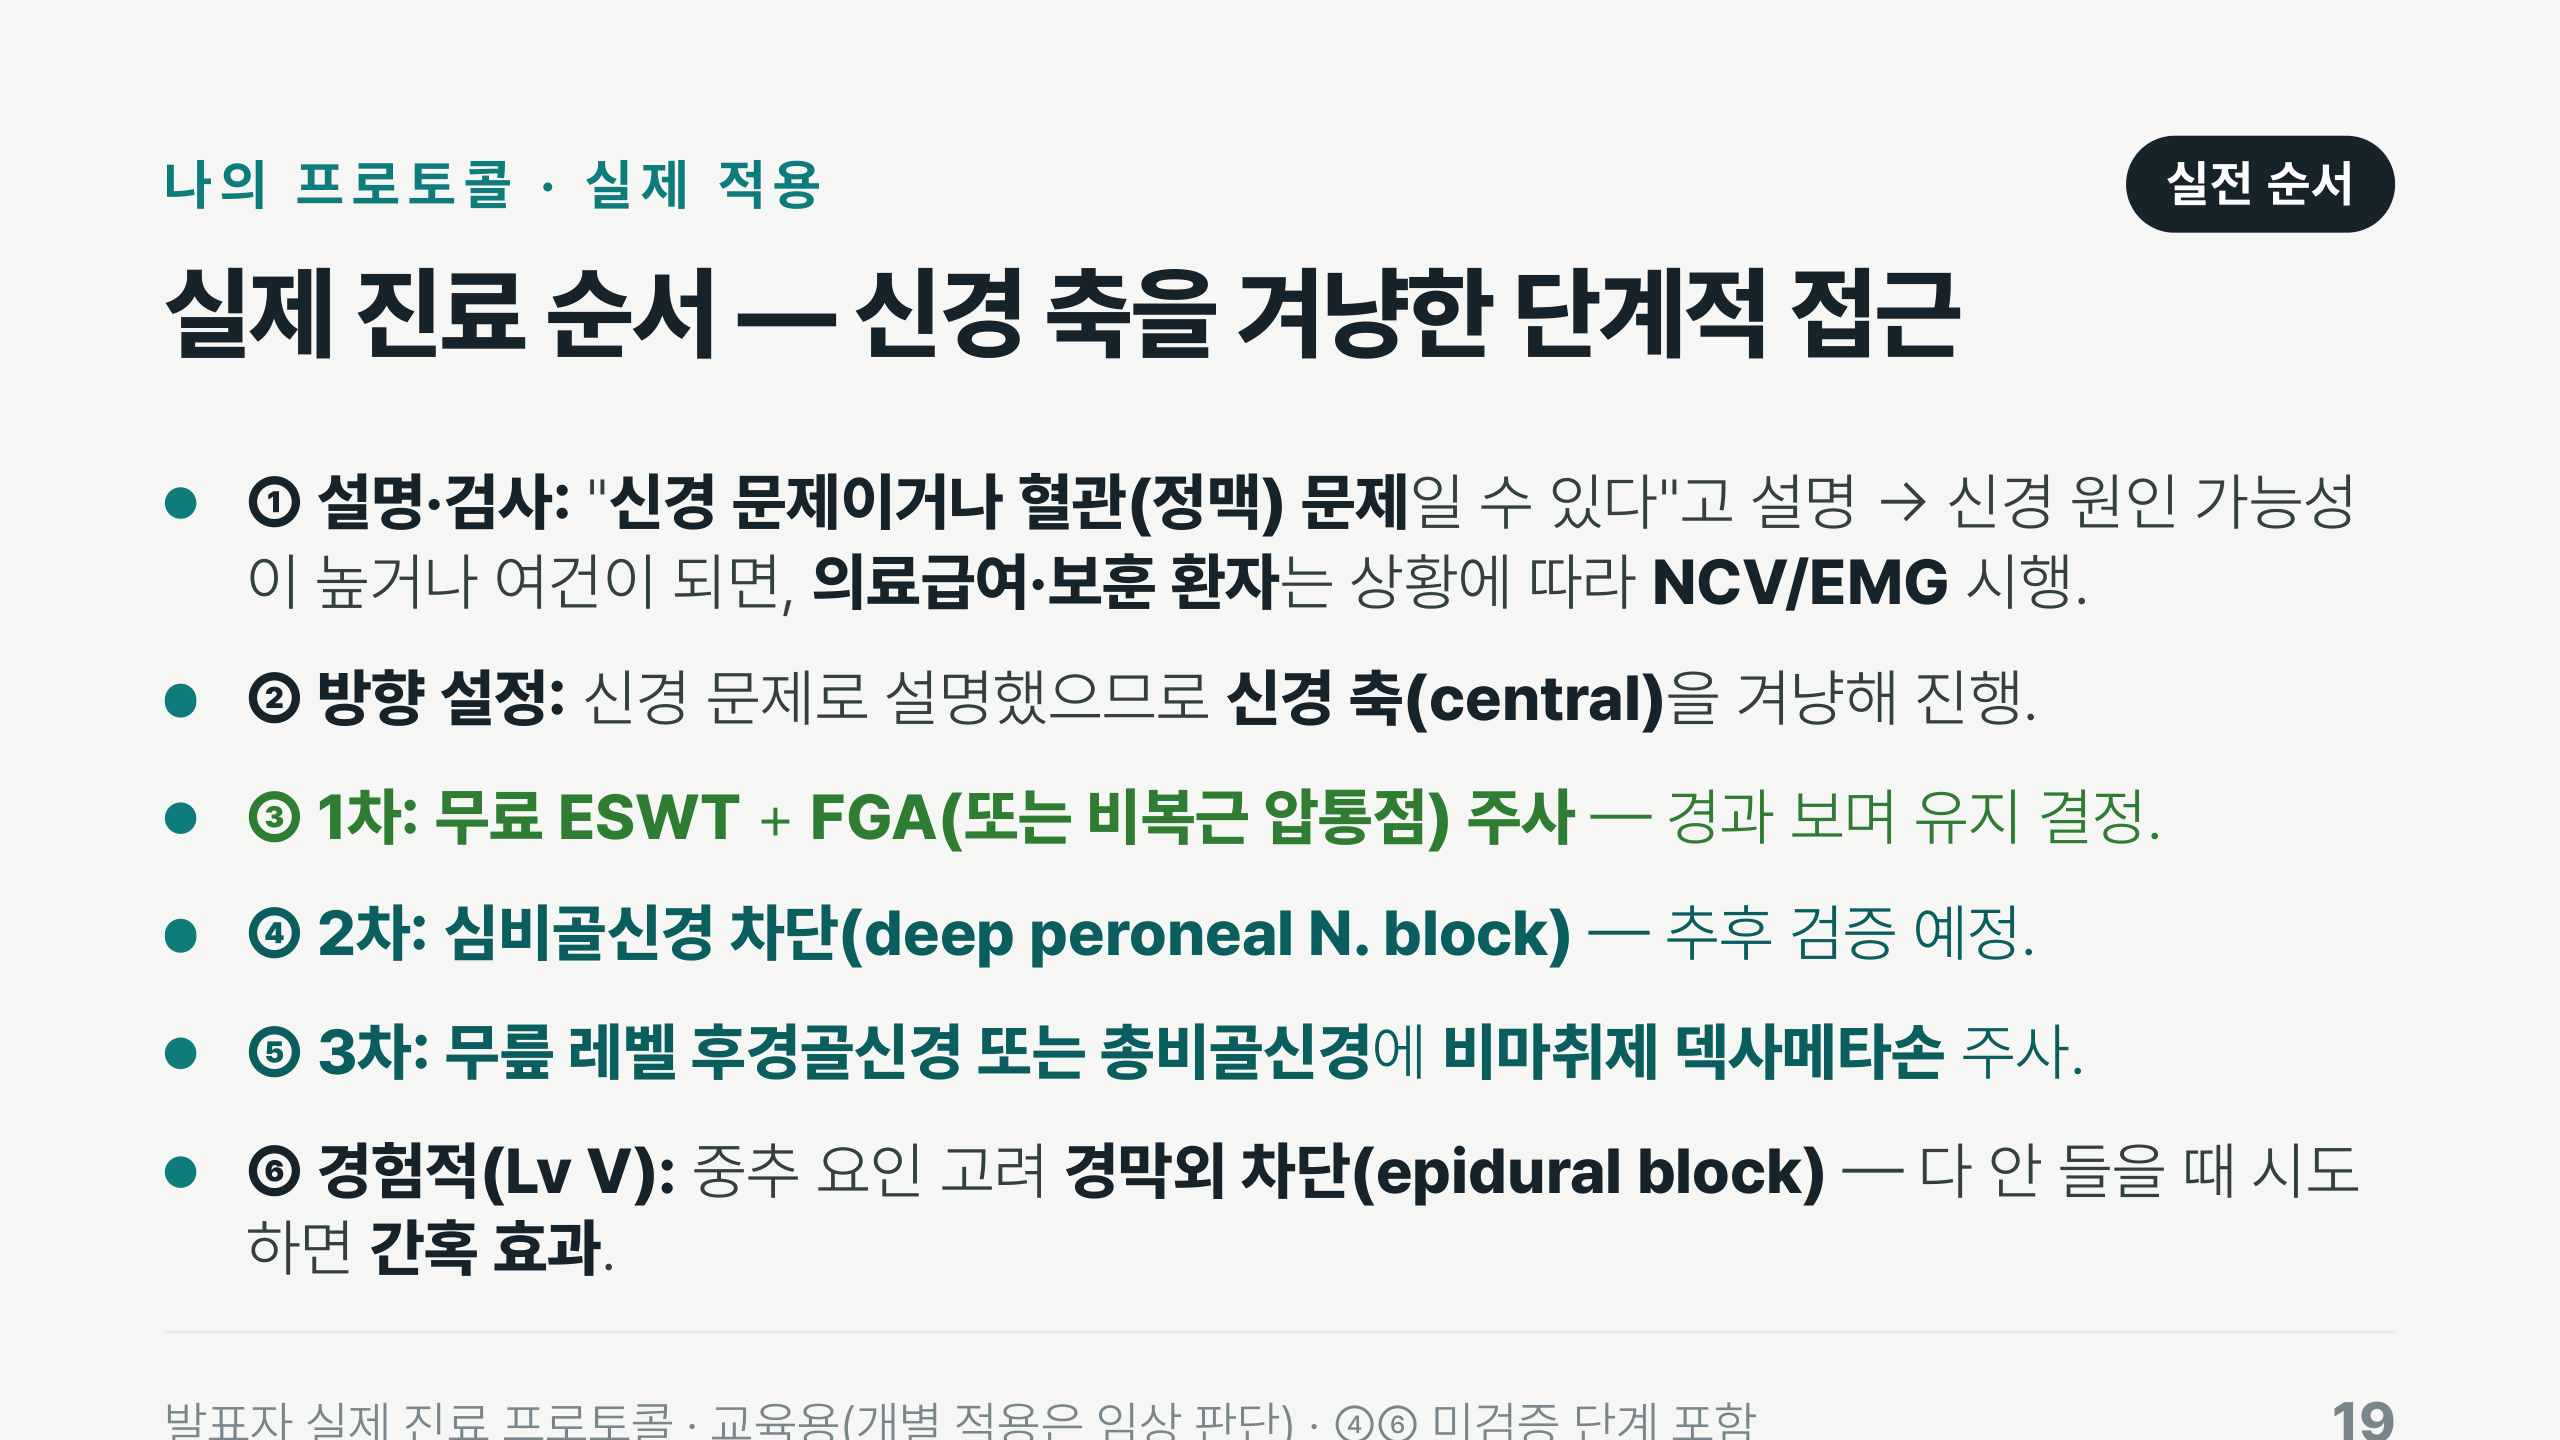 나의 프로토콜 · 실제 적용
실전 순서
실제 진료 순서 — 신경 축을 겨냥한 단계적 접근
① 설명·검사: "신경 문제이거나 혈관(정맥) 문제일 수 있다"고 설명 → 신경 원인 가능성
이 높거나 여건이 되면, 의료급여·보훈 환자는 상황에 따라 NCV/EMG 시행.
② 방향 설정: 신경 문제로 설명했으므로 신경 축(central)을 겨냥해 진행.
③ 1차: 무료 ESWT + FGA(또는 비복근 압통점) 주사 — 경과 보며 유지 결정.
④ 2차: 심비골신경 차단(deep peroneal N. block) — 추후 검증 예정.
⑤ 3차: 무릎 레벨 후경골신경 또는 총비골신경에 비마취제 덱사메타손 주사.
⑥ 경험적(Lv V): 중추 요인 고려 경막외 차단(epidural block) — 다 안 들을 때 시도
하면 간혹 효과.
발표자 실제 진료 프로토콜 · 교육용(개별 적용은 임상 판단) · ④⑥ 미검증 단계 포함
19